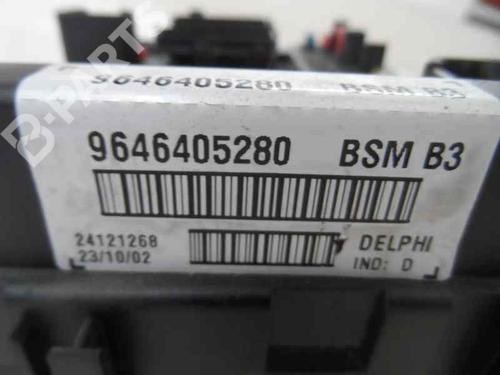 B-PARTS
9646405280 BSM B3
9646405280 BSM B3
24121268 DELPHI
23/10/02 IND: D